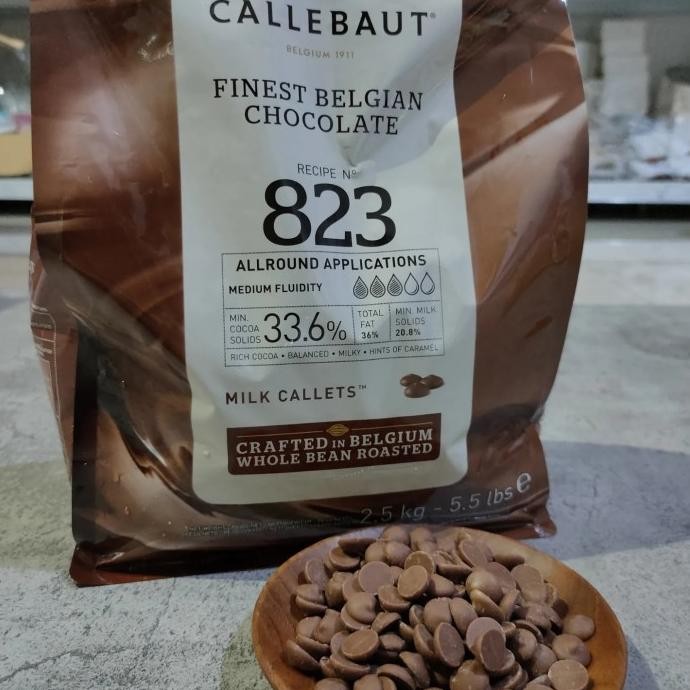 CALLEBAUT®
BELGIUM 1911
FINEST BELGIAN
CHOCOLATE
RECIPE N°
823
ALLROUND APPLICATIONS
MEDIUM FLUIDITY
MIN.
COCOA
SOLIDS 33.6%
TOTAL
FAT
36%
MIN. MILK
SOLIDS
20.8%
RICH COCOA • BALANCED • MILKY • HINTS OF CARAMEL
MILK CALLETS™
CRAFTED IN BELGIUM
WHOLE BEAN ROASTED
2.5 kg - 5.5 lbs e